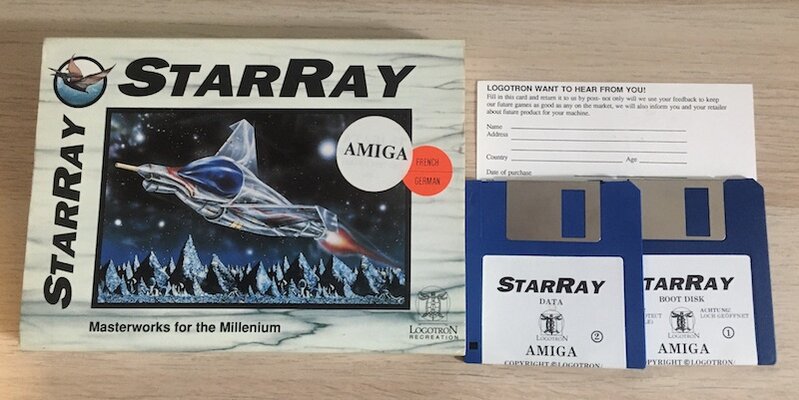 STARRAY
STARRAY
AMIGA
FRENCH
GERMAN
Masterworks for the Millenium
LOGOTRON
RECREATION
LOGOTRON WANT TO HEAR FROM YOU!
Fill in this card and return it to us by post- not only will we use your feedback to keep
our future games as good as any on the market, we will also inform you and your retailer
about future product for your machine.
Name
Address
Country Age
Date of purchase
STARRAY
DATA
LOGOTRON
2
AMIGA
COPYRIGHT © LOGOTRON
TARRAY
BOOT DISK
ACHTUNG!
LOCH GEÖFFNET
LOGOTRON
1
AMIGA
PYRIGHT © LOGOTRON